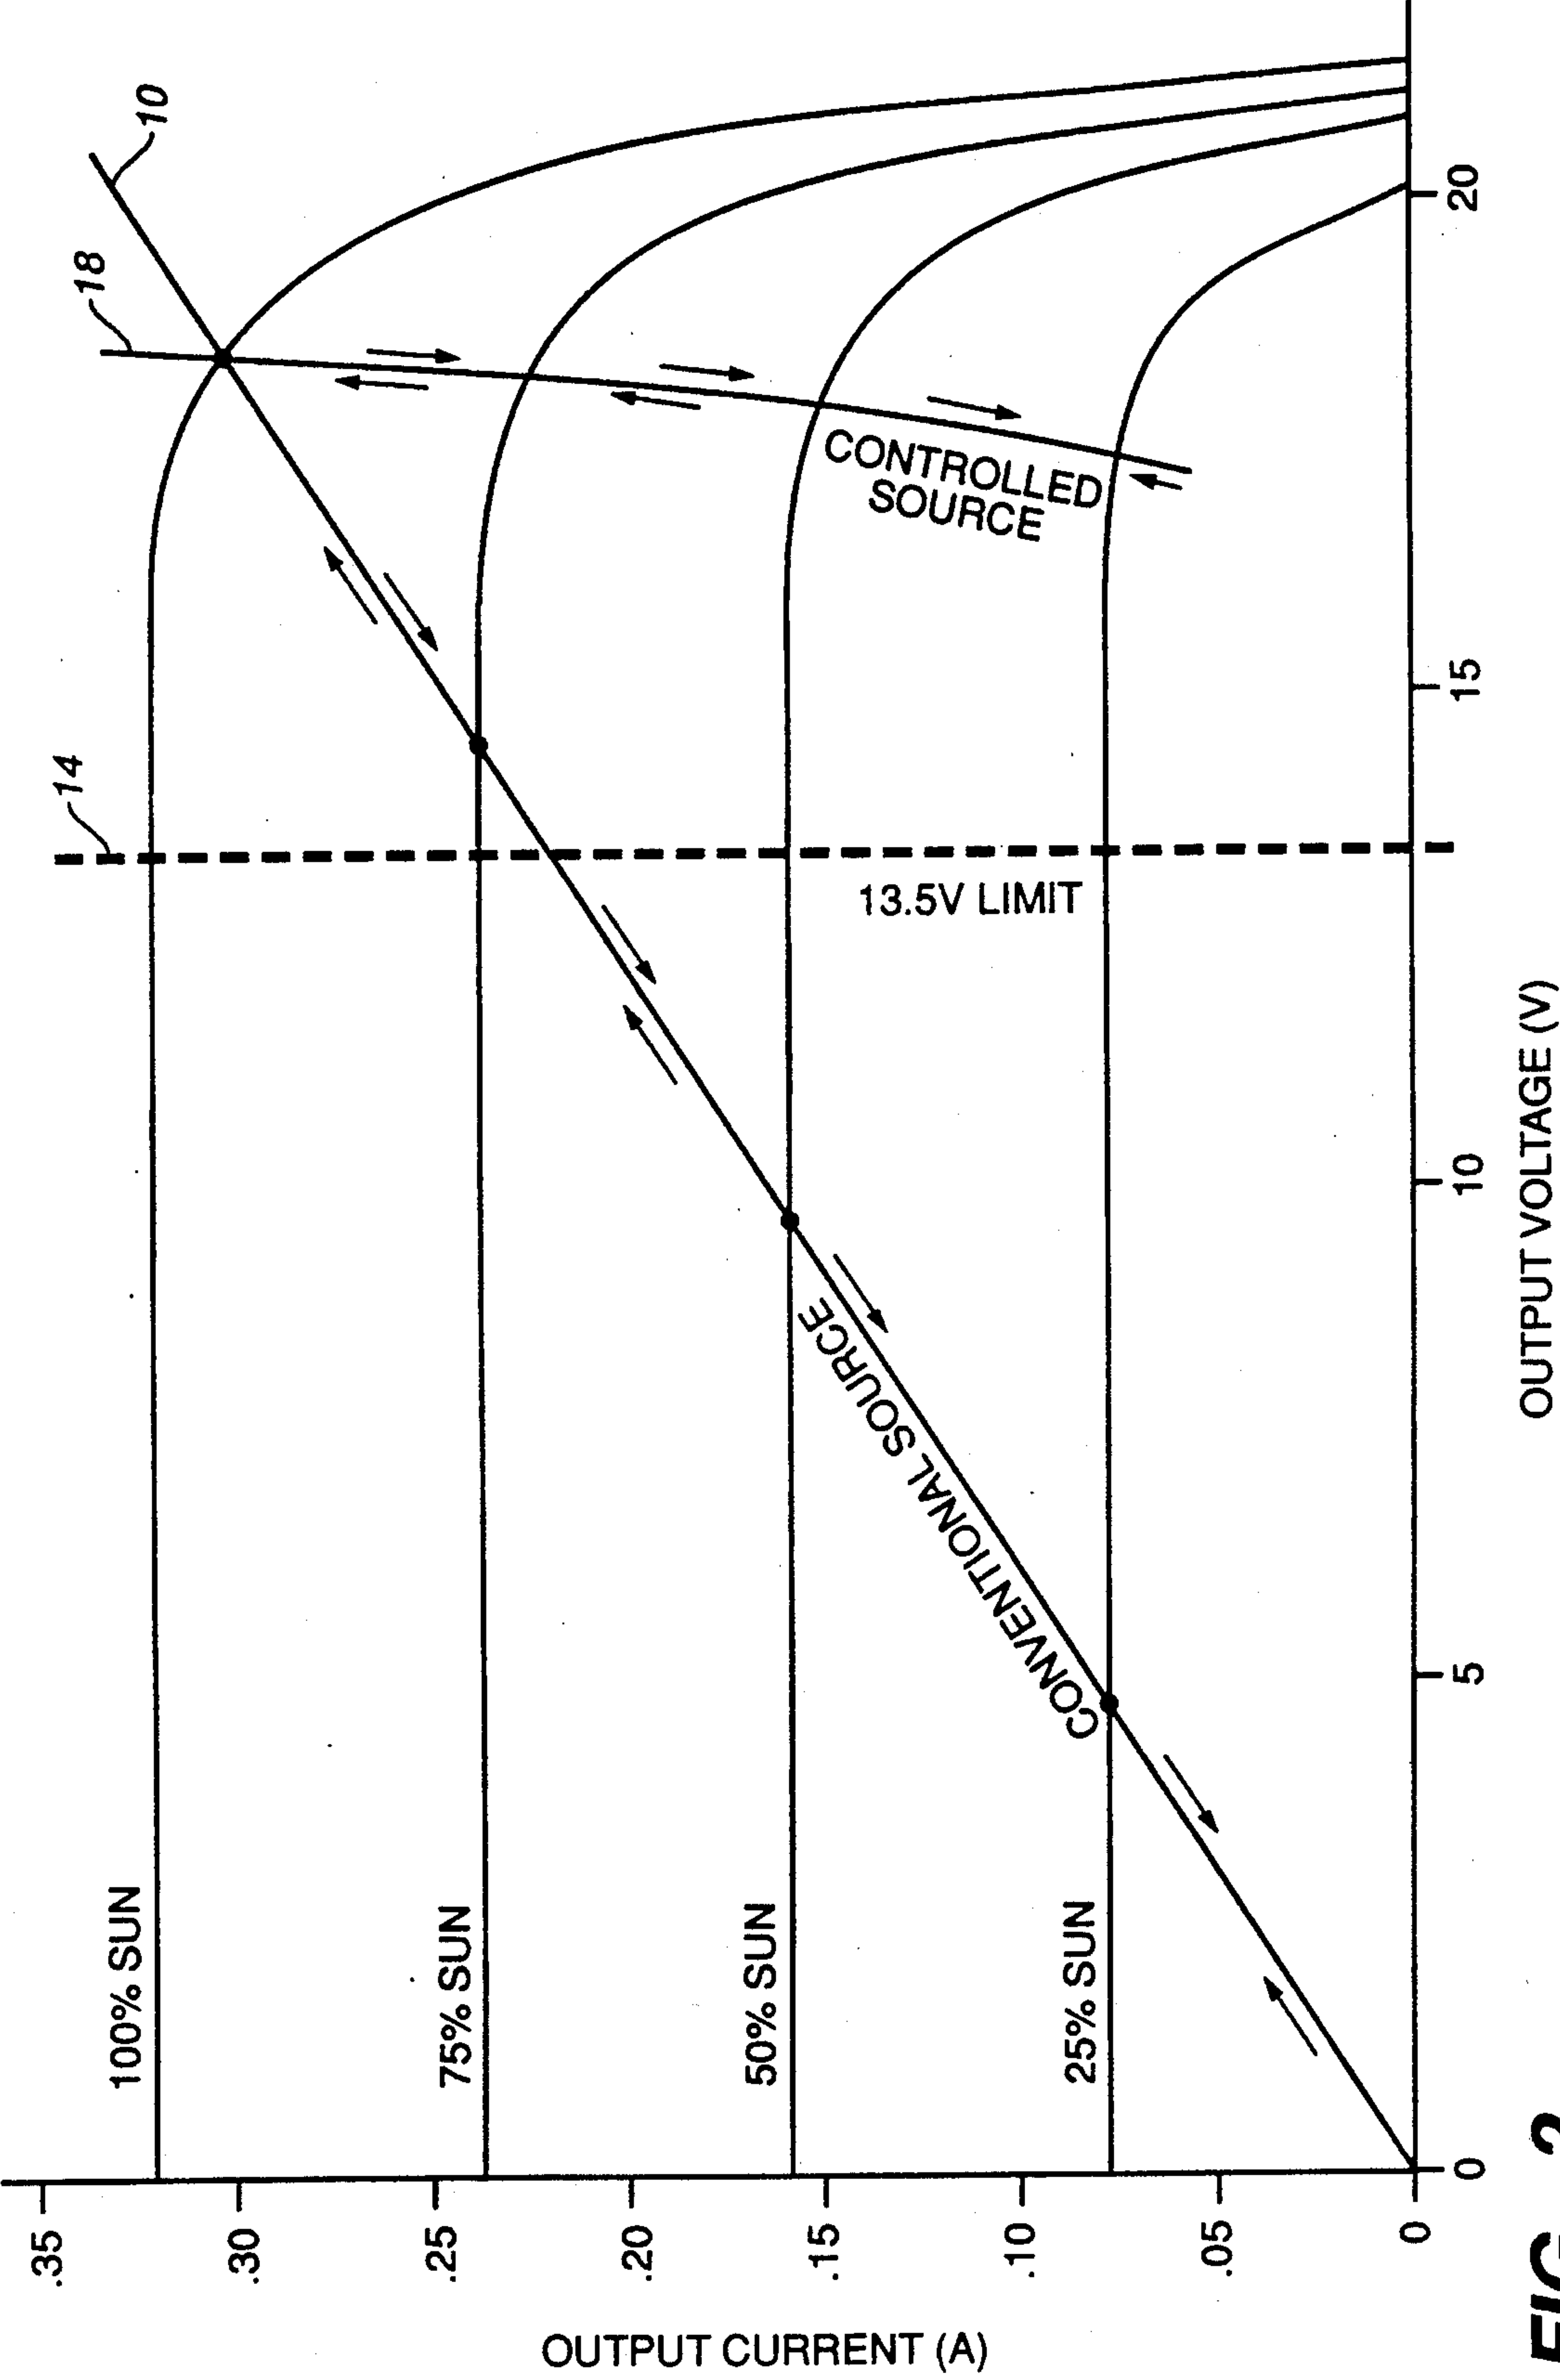 10
18
14
100% SUN
75% SUN
50% SUN
25% SUN
CONTROLLED
SOURCE
13.5V LIMIT
CONVENTIONAL SOURCE
.35
.30
.25
.20
.15
.10
.05
0
OUTPUT CURRENT (A)
0
5
10
15
20
OUTPUT VOLTAGE (V)